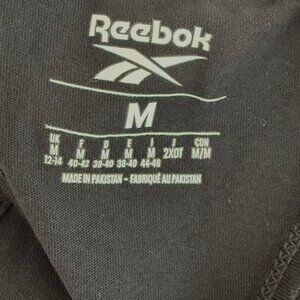 Reebok
M
UK F D E I J CDN
M M M M M 2XOT M/M
12-14 40-42 38-40 38-40 44-46
MADE IN PAKISTAN - FABRIQUÉ AU PAKISTAN